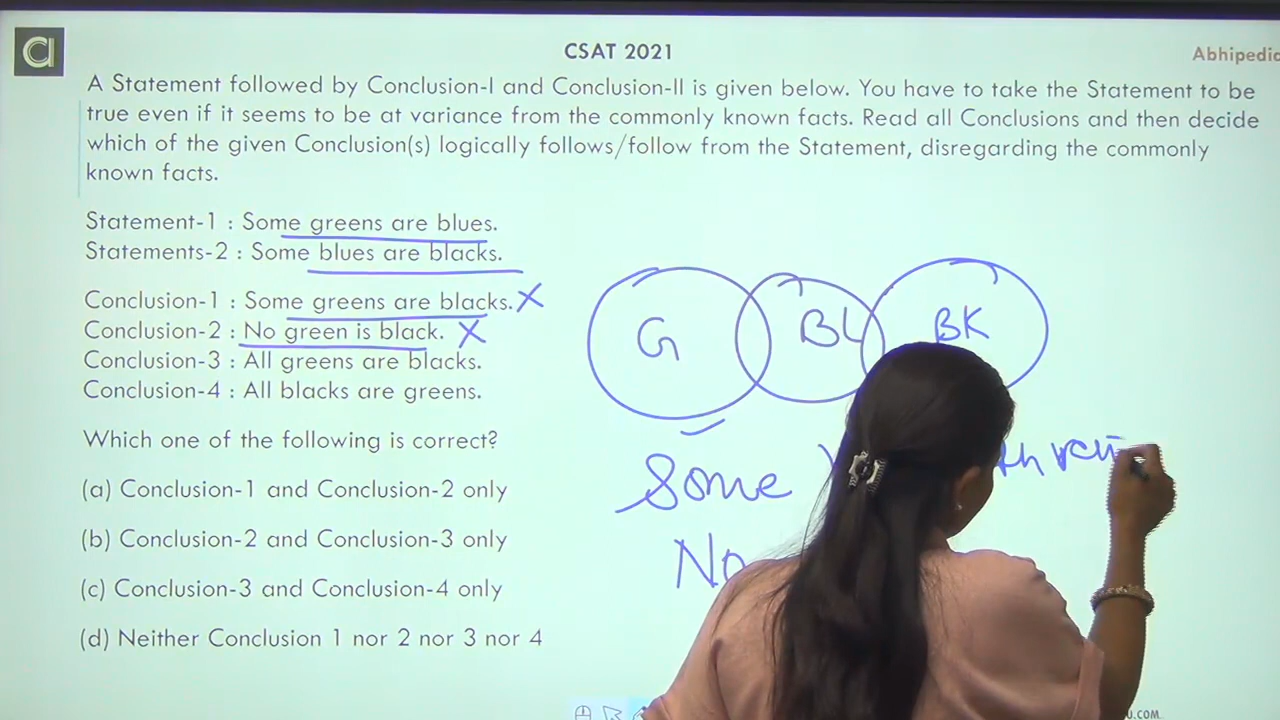 CSAT 2021
Abhipedia
A Statement followed by Conclusion-I and Conclusion-II is given below. You have to take the Statement to be
true even if it seems to be at variance from the commonly known facts. Read all Conclusions and then decide
which of the given Conclusion(s) logically follows/follow from the Statement, disregarding the commonly
known facts.
Statement-1 : Some greens are blues.
Statements-2 : Some blues are blacks.
Conclusion-1 : Some greens are blacks. X
Conclusion-2 : No green is black. X
Conclusion-3 : All greens are blacks.
Conclusion-4 : All blacks are greens.
G BL BK
Which one of the following is correct?
(a) Conclusion-1 and Conclusion-2 only
(b) Conclusion-2 and Conclusion-3 only
(c) Conclusion-3 and Conclusion-4 only
(d) Neither Conclusion 1 nor 2 nor 3 nor 4
Some
No
.COM